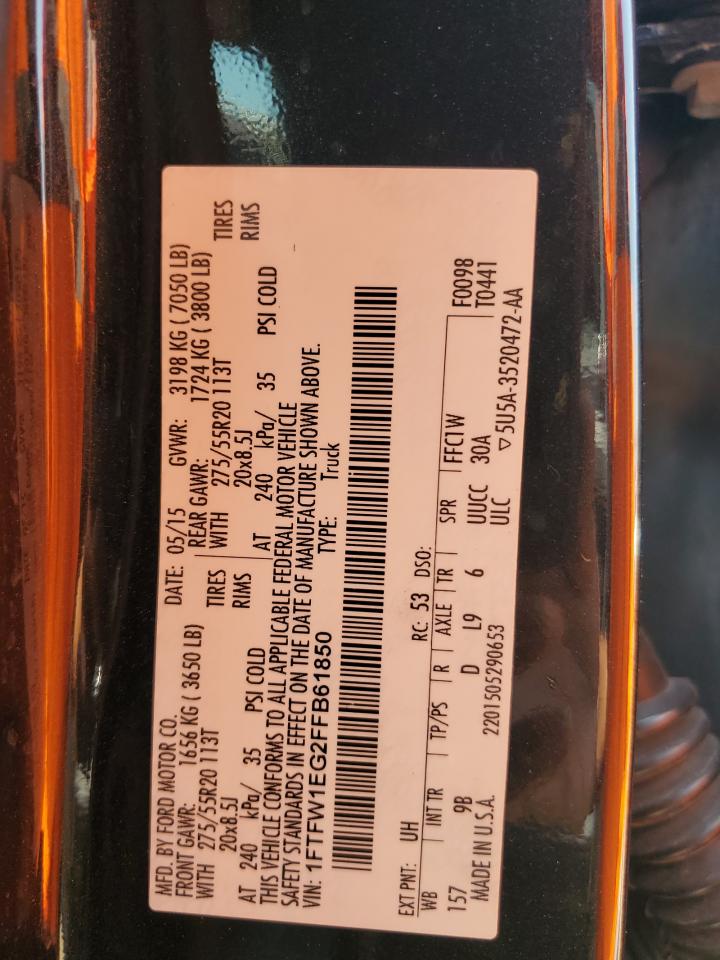 MFD. BY FORD MOTOR CO. DATE: 05/15 GVWR: 3198 KG ( 7050 LB)
FRONT GAWR: 1656 KG ( 3650 LB) REAR GAWR: 1724 KG ( 3800 LB)
WITH 275/55R20 113T TIRES WITH 275/55R20 113T TIRES
20x8.5J RIMS 20x8.5J RIMS
AT 240 kPa/ 35 PSI COLD AT 240 kPa/ 35 PSI COLD
THIS VEHICLE CONFORMS TO ALL APPLICABLE FEDERAL MOTOR VEHICLE
SAFETY STANDARDS IN EFFECT ON THE DATE OF MANUFACTURE SHOWN ABOVE.
VIN: 1FTFW1EG2FFB61850 TYPE: Truck
EXT PNT: UH RC: 53 DSO:
WB INT TR TP/PS R AXLE TR SPR FFCTW F0098
157 9B D L9 6 UUCC 30A T0441
MADE IN U.S.A. 2201505290653 ULC ▽5U5A-3520472-AA